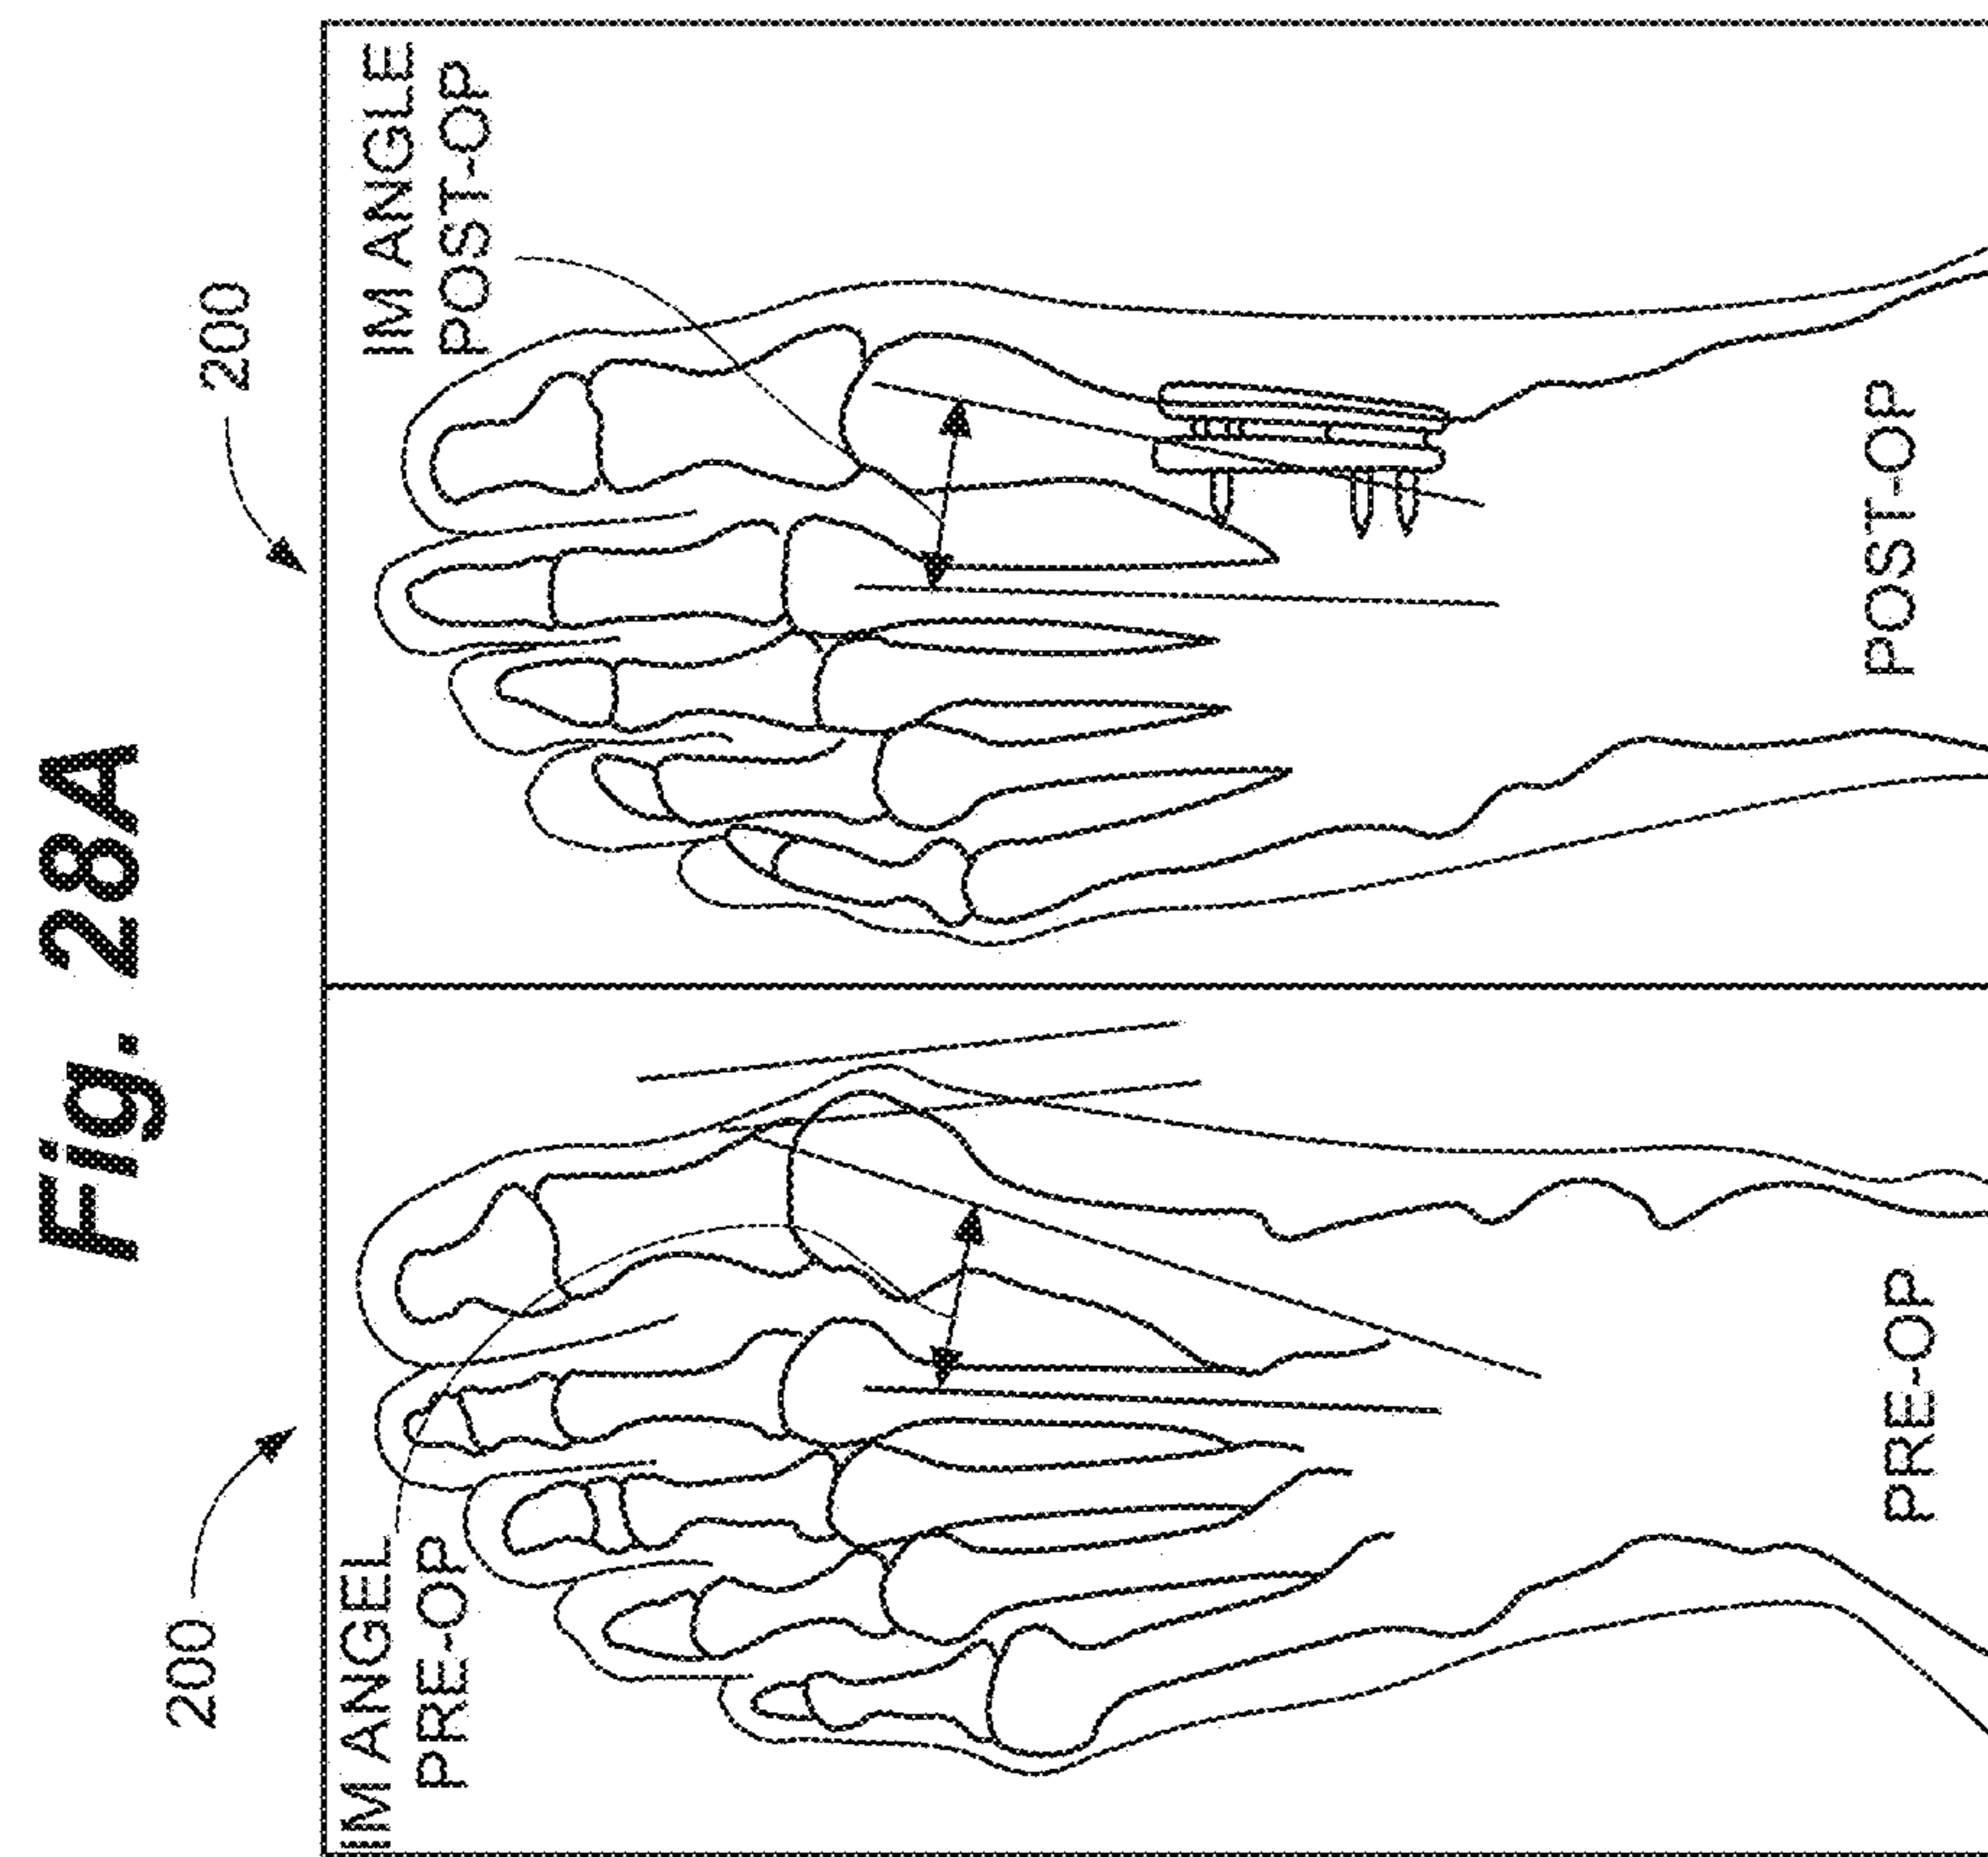 Fig. 28A
200
200
IM ANGEL
PRE-OP
IM ANGLE
POST-OP
PRE-OP
POST-OP